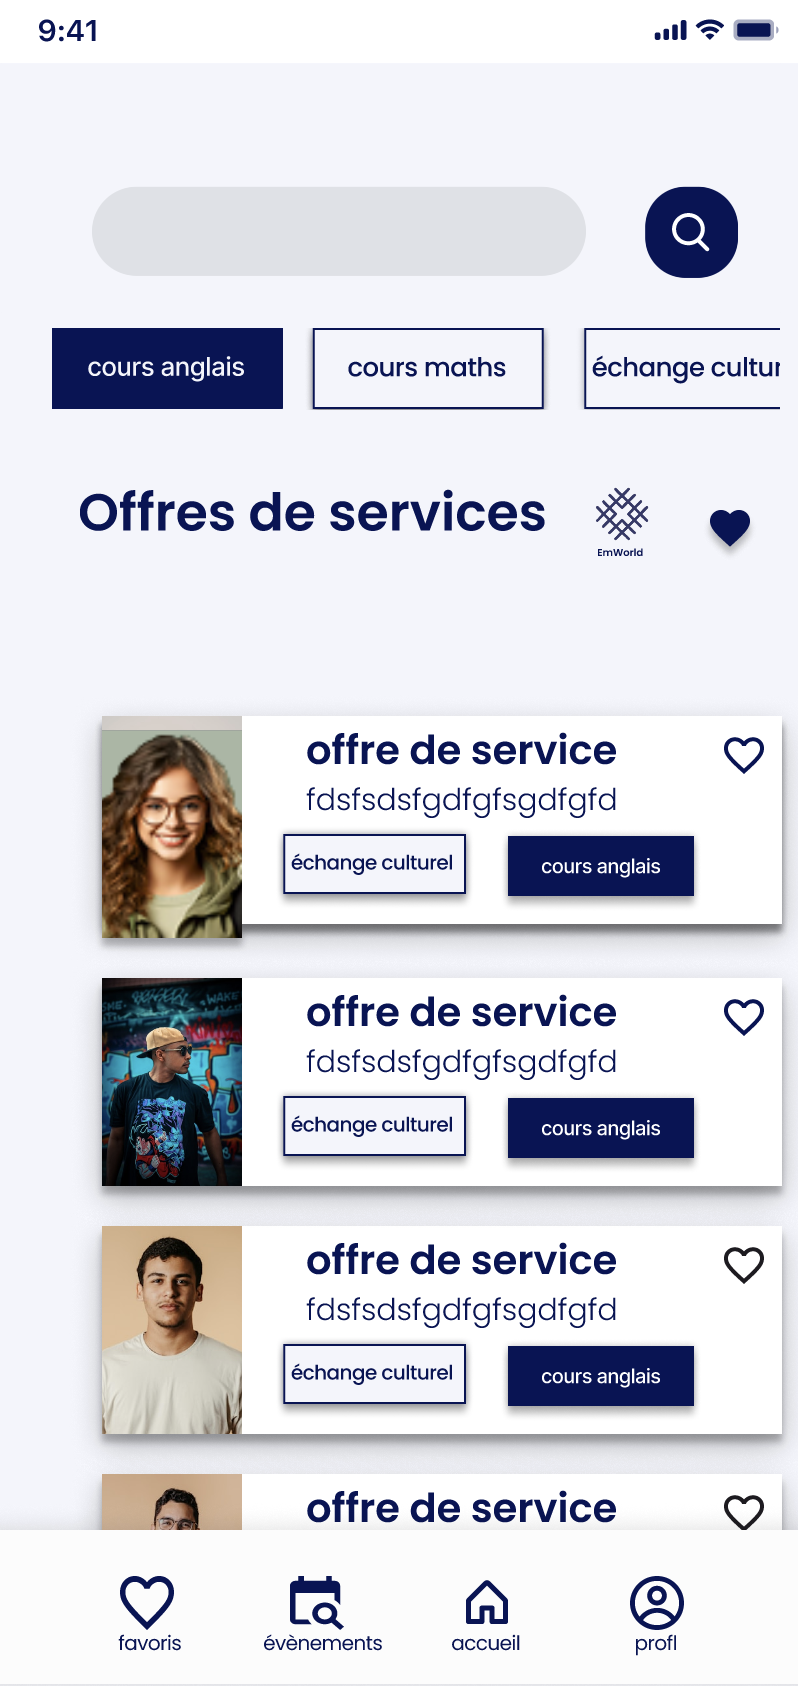 9:41
cours anglais
cours maths
échange cultur
Offres de services
EmWorld
offre de service
fdsfsdsfgdfgfsgdfgfd
échange culturel
cours anglais
offre de service
fdsfsdsfgdfgfsgdfgfd
échange culturel
cours anglais
offre de service
fdsfsdsfgdfgfsgdfgfd
échange culturel
cours anglais
offre de service
favoris
évènements
accueil
profl